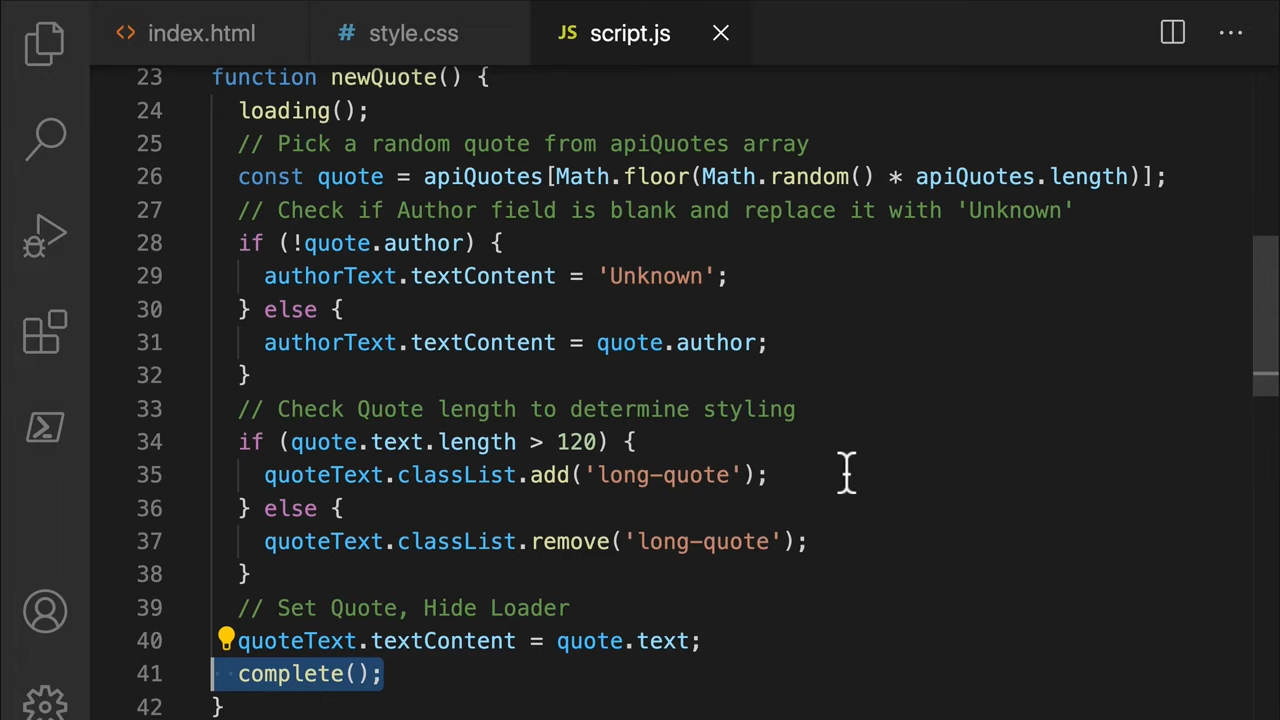 <> index.html # style.css JS script.js ✕ ···
23 function newQuote() {
24 loading();
25 // Pick a random quote from apiQuotes array
26 const quote = apiQuotes[Math.floor(Math.random() * apiQuotes.length)];
27 // Check if Author field is blank and replace it with 'Unknown'
28 if (!quote.author) {
29 authorText.textContent = 'Unknown';
30 } else {
31 authorText.textContent = quote.author;
32 }
33 // Check Quote length to determine styling
34 if (quote.text.length > 120) {
35 quoteText.classList.add('long-quote');
36 } else {
37 quoteText.classList.remove('long-quote');
38 }
39 // Set Quote, Hide Loader
40 quoteText.textContent = quote.text;
41 complete();
42 }